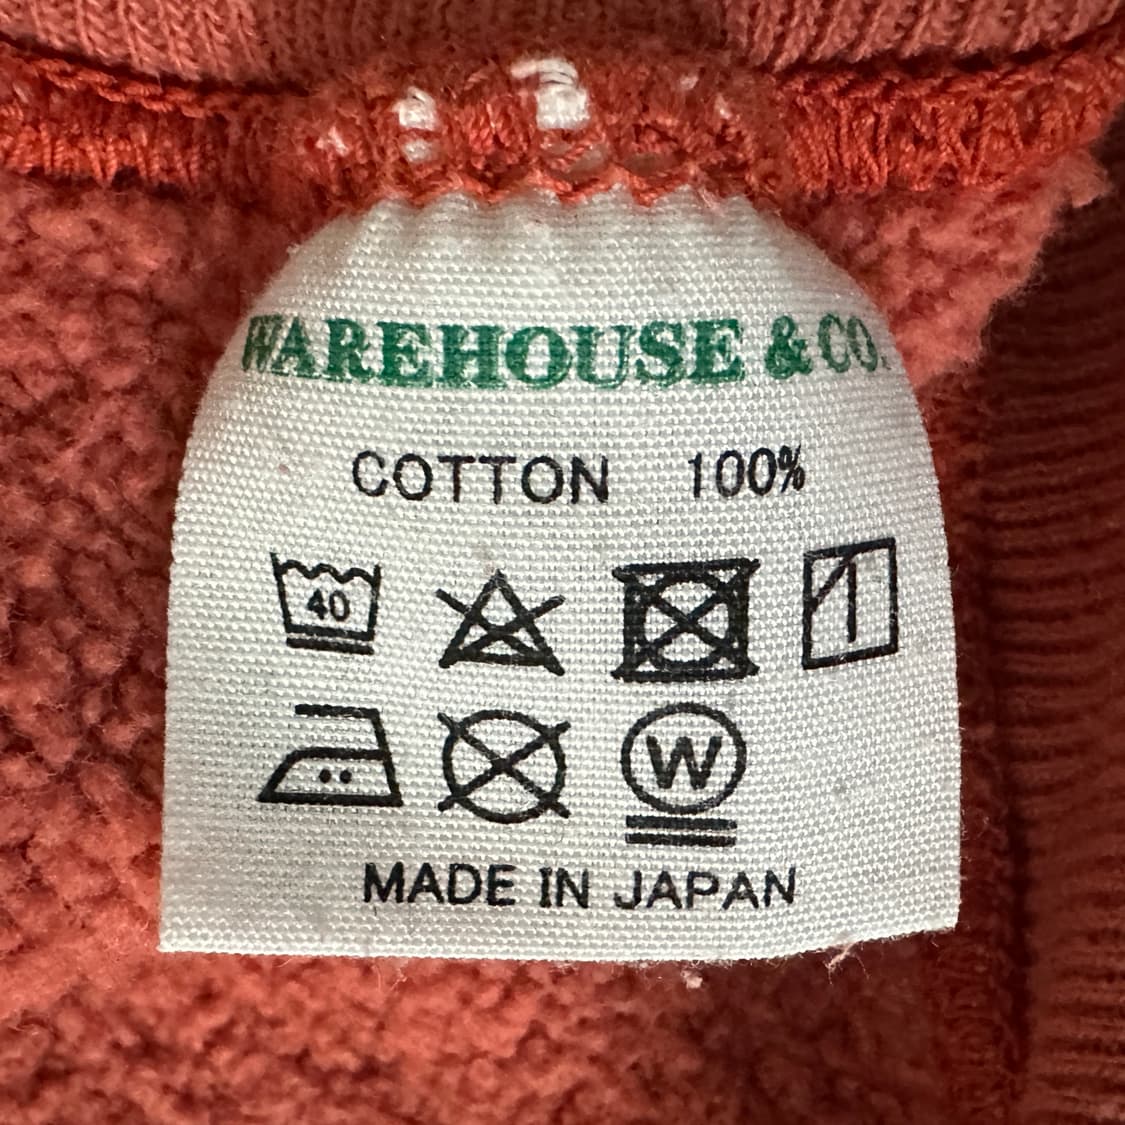 WAREHOUSE & CO.
COTTON 100%
40
W
MADE IN JAPAN